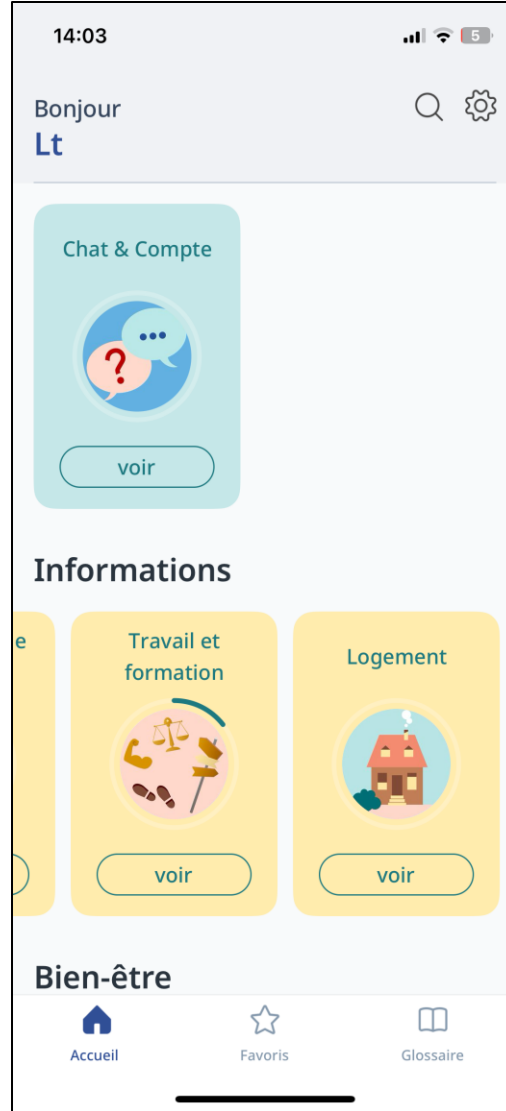 14:03
5
Bonjour
Lt
Chat & Compte
?
voir
Informations
e
Travail et
formation
voir
Logement
voir
Bien-être
Accueil
Favoris
Glossaire